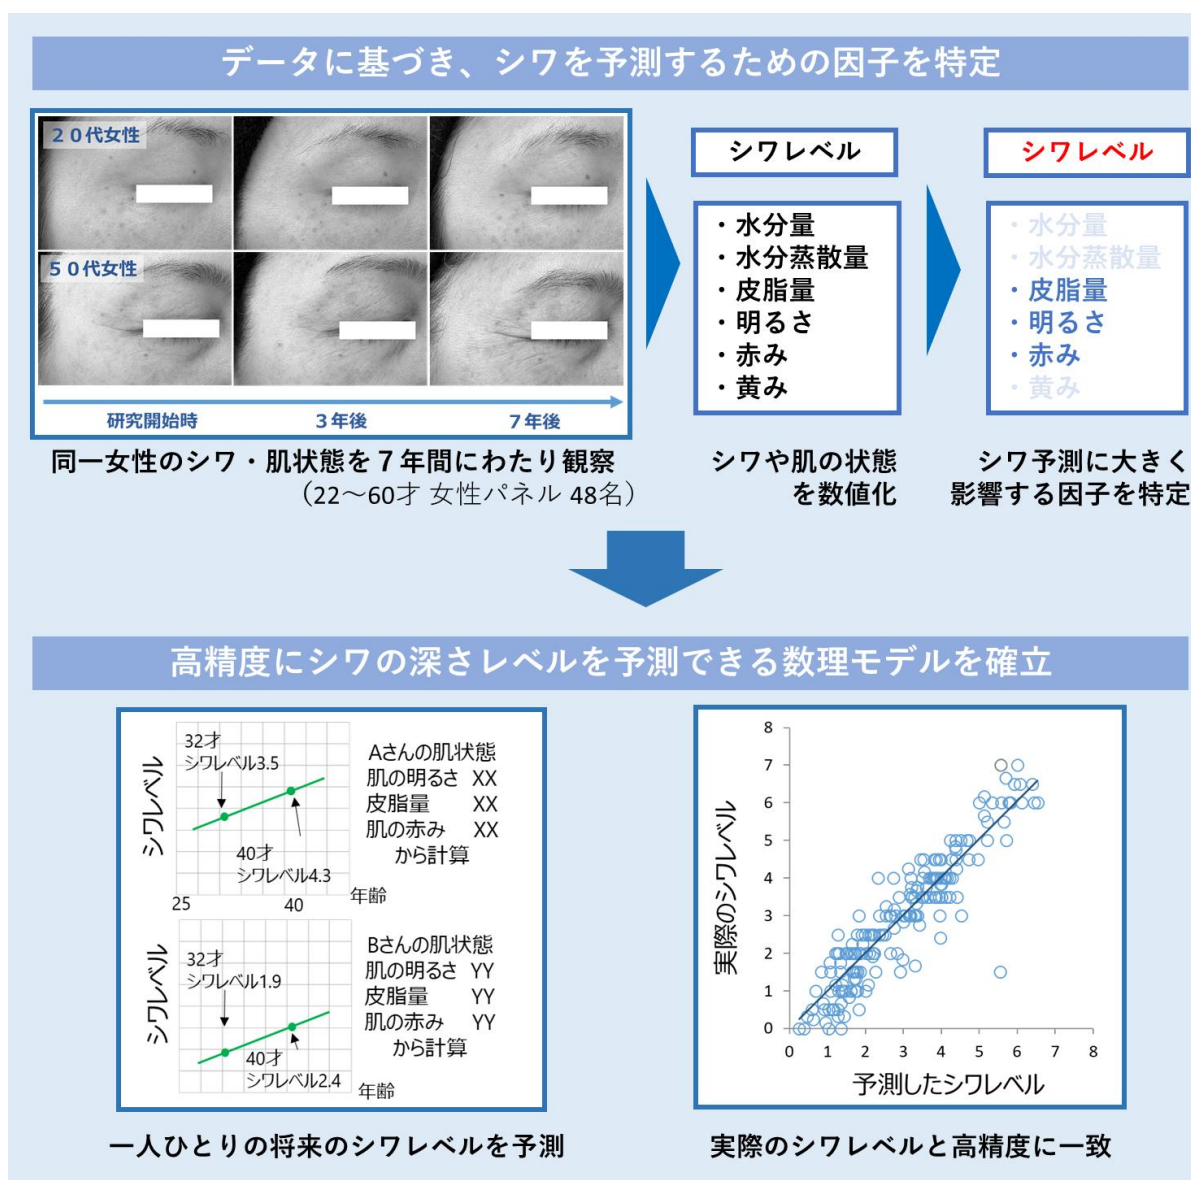 データに基づき、シワを予測するための因子を特定
２０代女性
５０代女性
研究開始時
３年後
７年後
同一女性のシワ・肌状態を７年間にわたり観察
（22～60才 女性パネル 48名）
シワレベル
・水分量
・水分蒸散量
・皮脂量
・明るさ
・赤み
・黄み
シワや肌の状態
を数値化
シワレベル
・水分量
・水分蒸散量
・皮脂量
・明るさ
・赤み
・黄み
シワ予測に大きく
影響する因子を特定
高精度にシワの深さレベルを予測できる数理モデルを確立
シワレベル
32才
シワレベル3.5
40才
シワレベル4.3
25
40
年齢
Aさんの肌状態
肌の明るさ XX
皮脂量 XX
肌の赤み XX
から計算
シワレベル
32才
シワレベル1.9
40才
シワレベル2.4
年齢
Bさんの肌状態
肌の明るさ YY
皮脂量 YY
肌の赤み YY
から計算
一人ひとりの将来のシワレベルを予測
実際のシワレベル
8
7
6
5
4
3
2
1
0
0 1 2 3 4 5 6 7 8
予測したシワレベル
実際のシワレベルと高精度に一致